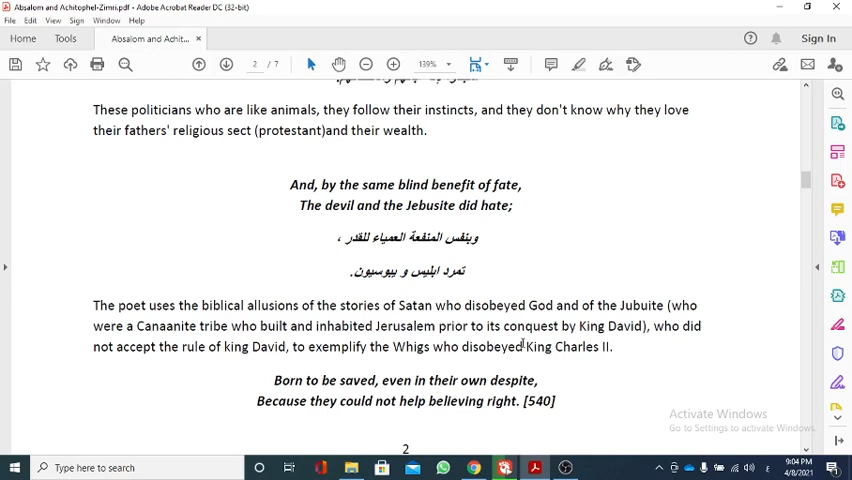 Absalom and Achitophel-Zimri.pdf - Adobe Acrobat Reader DC (32-bit)
File Edit View Sign Window Help
Home Tools Absalom and Achit... × Sign In
2 / 7 139%
These politicians who are like animals, they follow their instincts, and they don't know why they love
their fathers' religious sect (protestant)and their wealth.
And, by the same blind benefit of fate,
The devil and the Jebusite did hate;
وبنفس المنفعة العمياء للقدر ،
تمرد ابليس و يبوسيون.
The poet uses the biblical allusions of the stories of Satan who disobeyed God and of the Jubuite (who
were a Canaanite tribe who built and inhabited Jerusalem prior to its conquest by King David), who did
not accept the rule of king David, to exemplify the Whigs who disobeyed King Charles II.
Born to be saved, even in their own despite,
Because they could not help believing right. [540]
Activate Windows
Go to Settings to activate Windows.
2
Type here to search
9:04 PM
4/8/2021